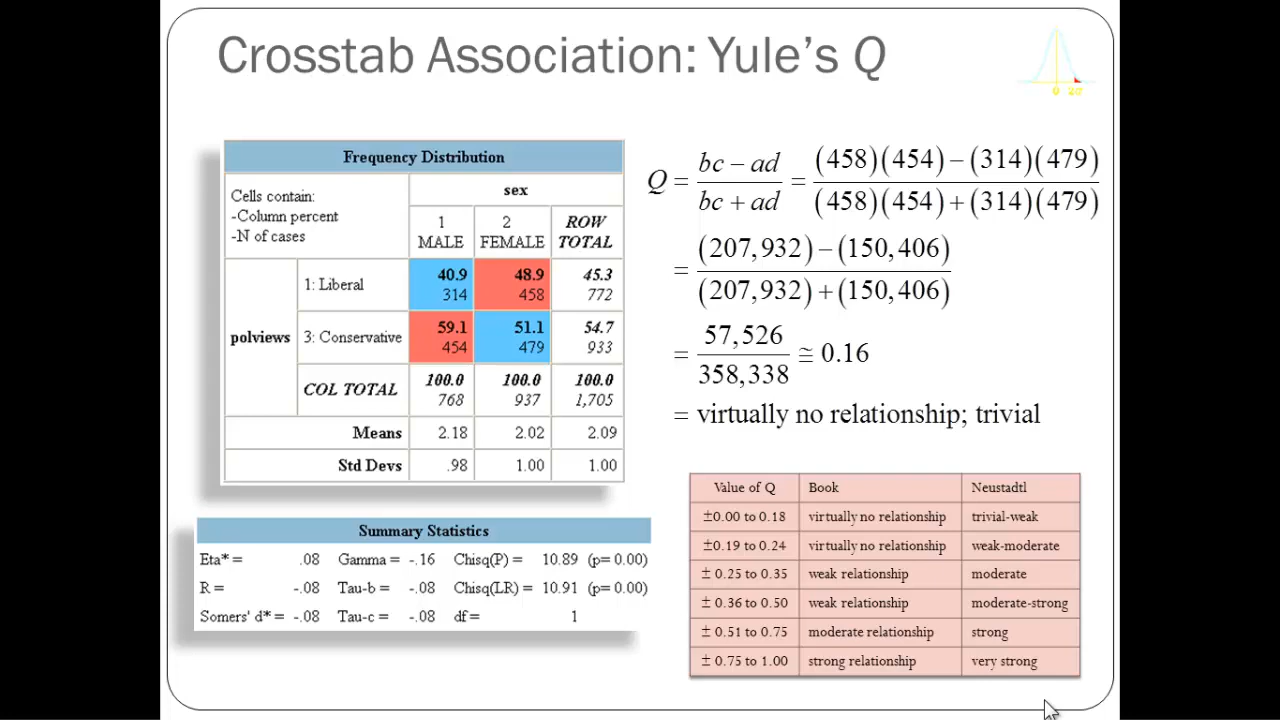 Crosstab Association: Yule's Q
0 2σ
Frequency Distribution
Cells contain:
-Column percent
-N of cases
sex
1 MALE
2 FEMALE
ROW TOTAL
polviews
1: Liberal
40.9 48.9 45.3
314 458 772
3: Conservative
59.1 51.1 54.7
454 479 933
COL TOTAL
100.0 100.0 100.0
768 937 1,705
Means 2.18 2.02 2.09
Std Devs .98 1.00 1.00
Summary Statistics
Eta* = .08 Gamma = -.16 Chisq(P) = 10.89 (p= 0.00)
R = -.08 Tau-b = -.08 Chisq(LR) = 10.91 (p= 0.00)
Somers' d* = -.08 Tau-c = -.08 df = 1
Q = (bc − ad)/(bc + ad) = ((458)(454) − (314)(479))/((458)(454) + (314)(479))
= ((207,932) − (150,406))/((207,932) + (150,406))
= 57,526/358,338 ≅ 0.16
= virtually no relationship; trivial
Value of Q Book Neustadtl
±0.00 to 0.18 virtually no relationship trivial-weak
±0.19 to 0.24 virtually no relationship weak-moderate
± 0.25 to 0.35 weak relationship moderate
± 0.36 to 0.50 weak relationship moderate-strong
± 0.51 to 0.75 moderate relationship strong
± 0.75 to 1.00 strong relationship very strong